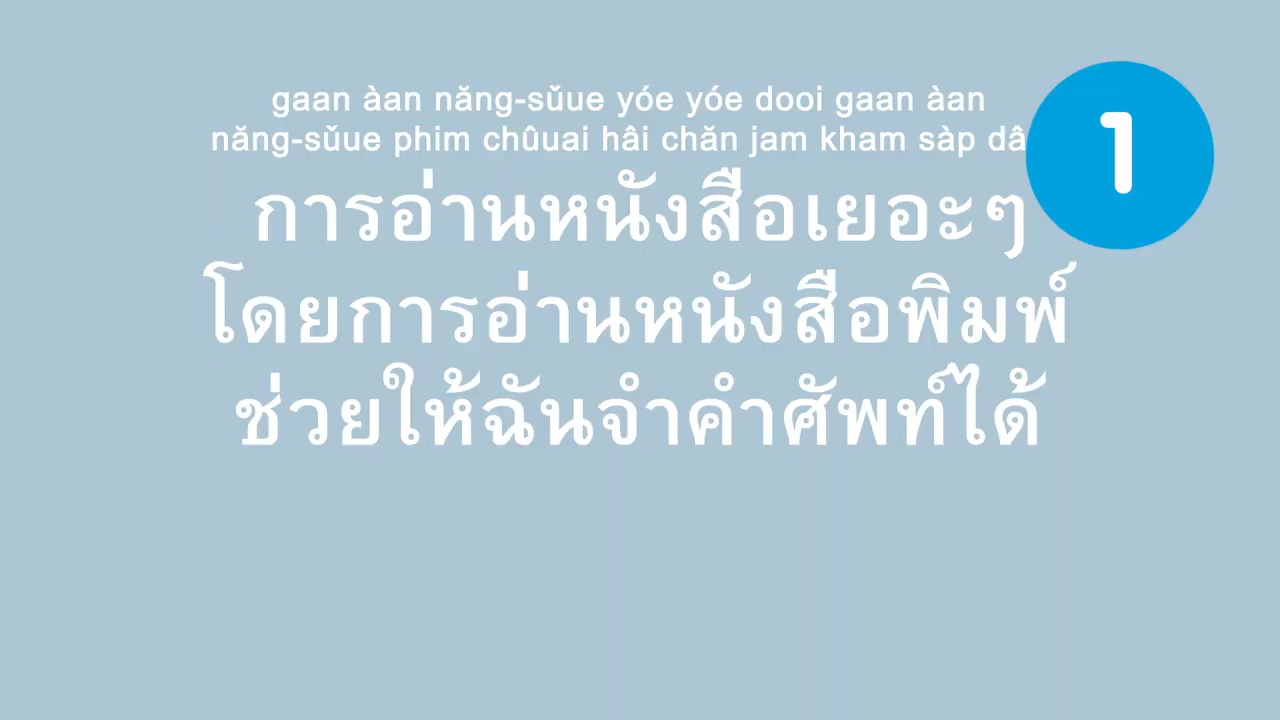 gaan àan năng-sǔue yóe yóe dooi gaan àan
năng-sǔue phim chûuai hâi chăn jam kham sàp
การอ่านหนังสือเยอะๆ
โดยการอ่านหนังสือพิมพ์
ช่วยให้ฉันจำคำศัพท์ได้
1